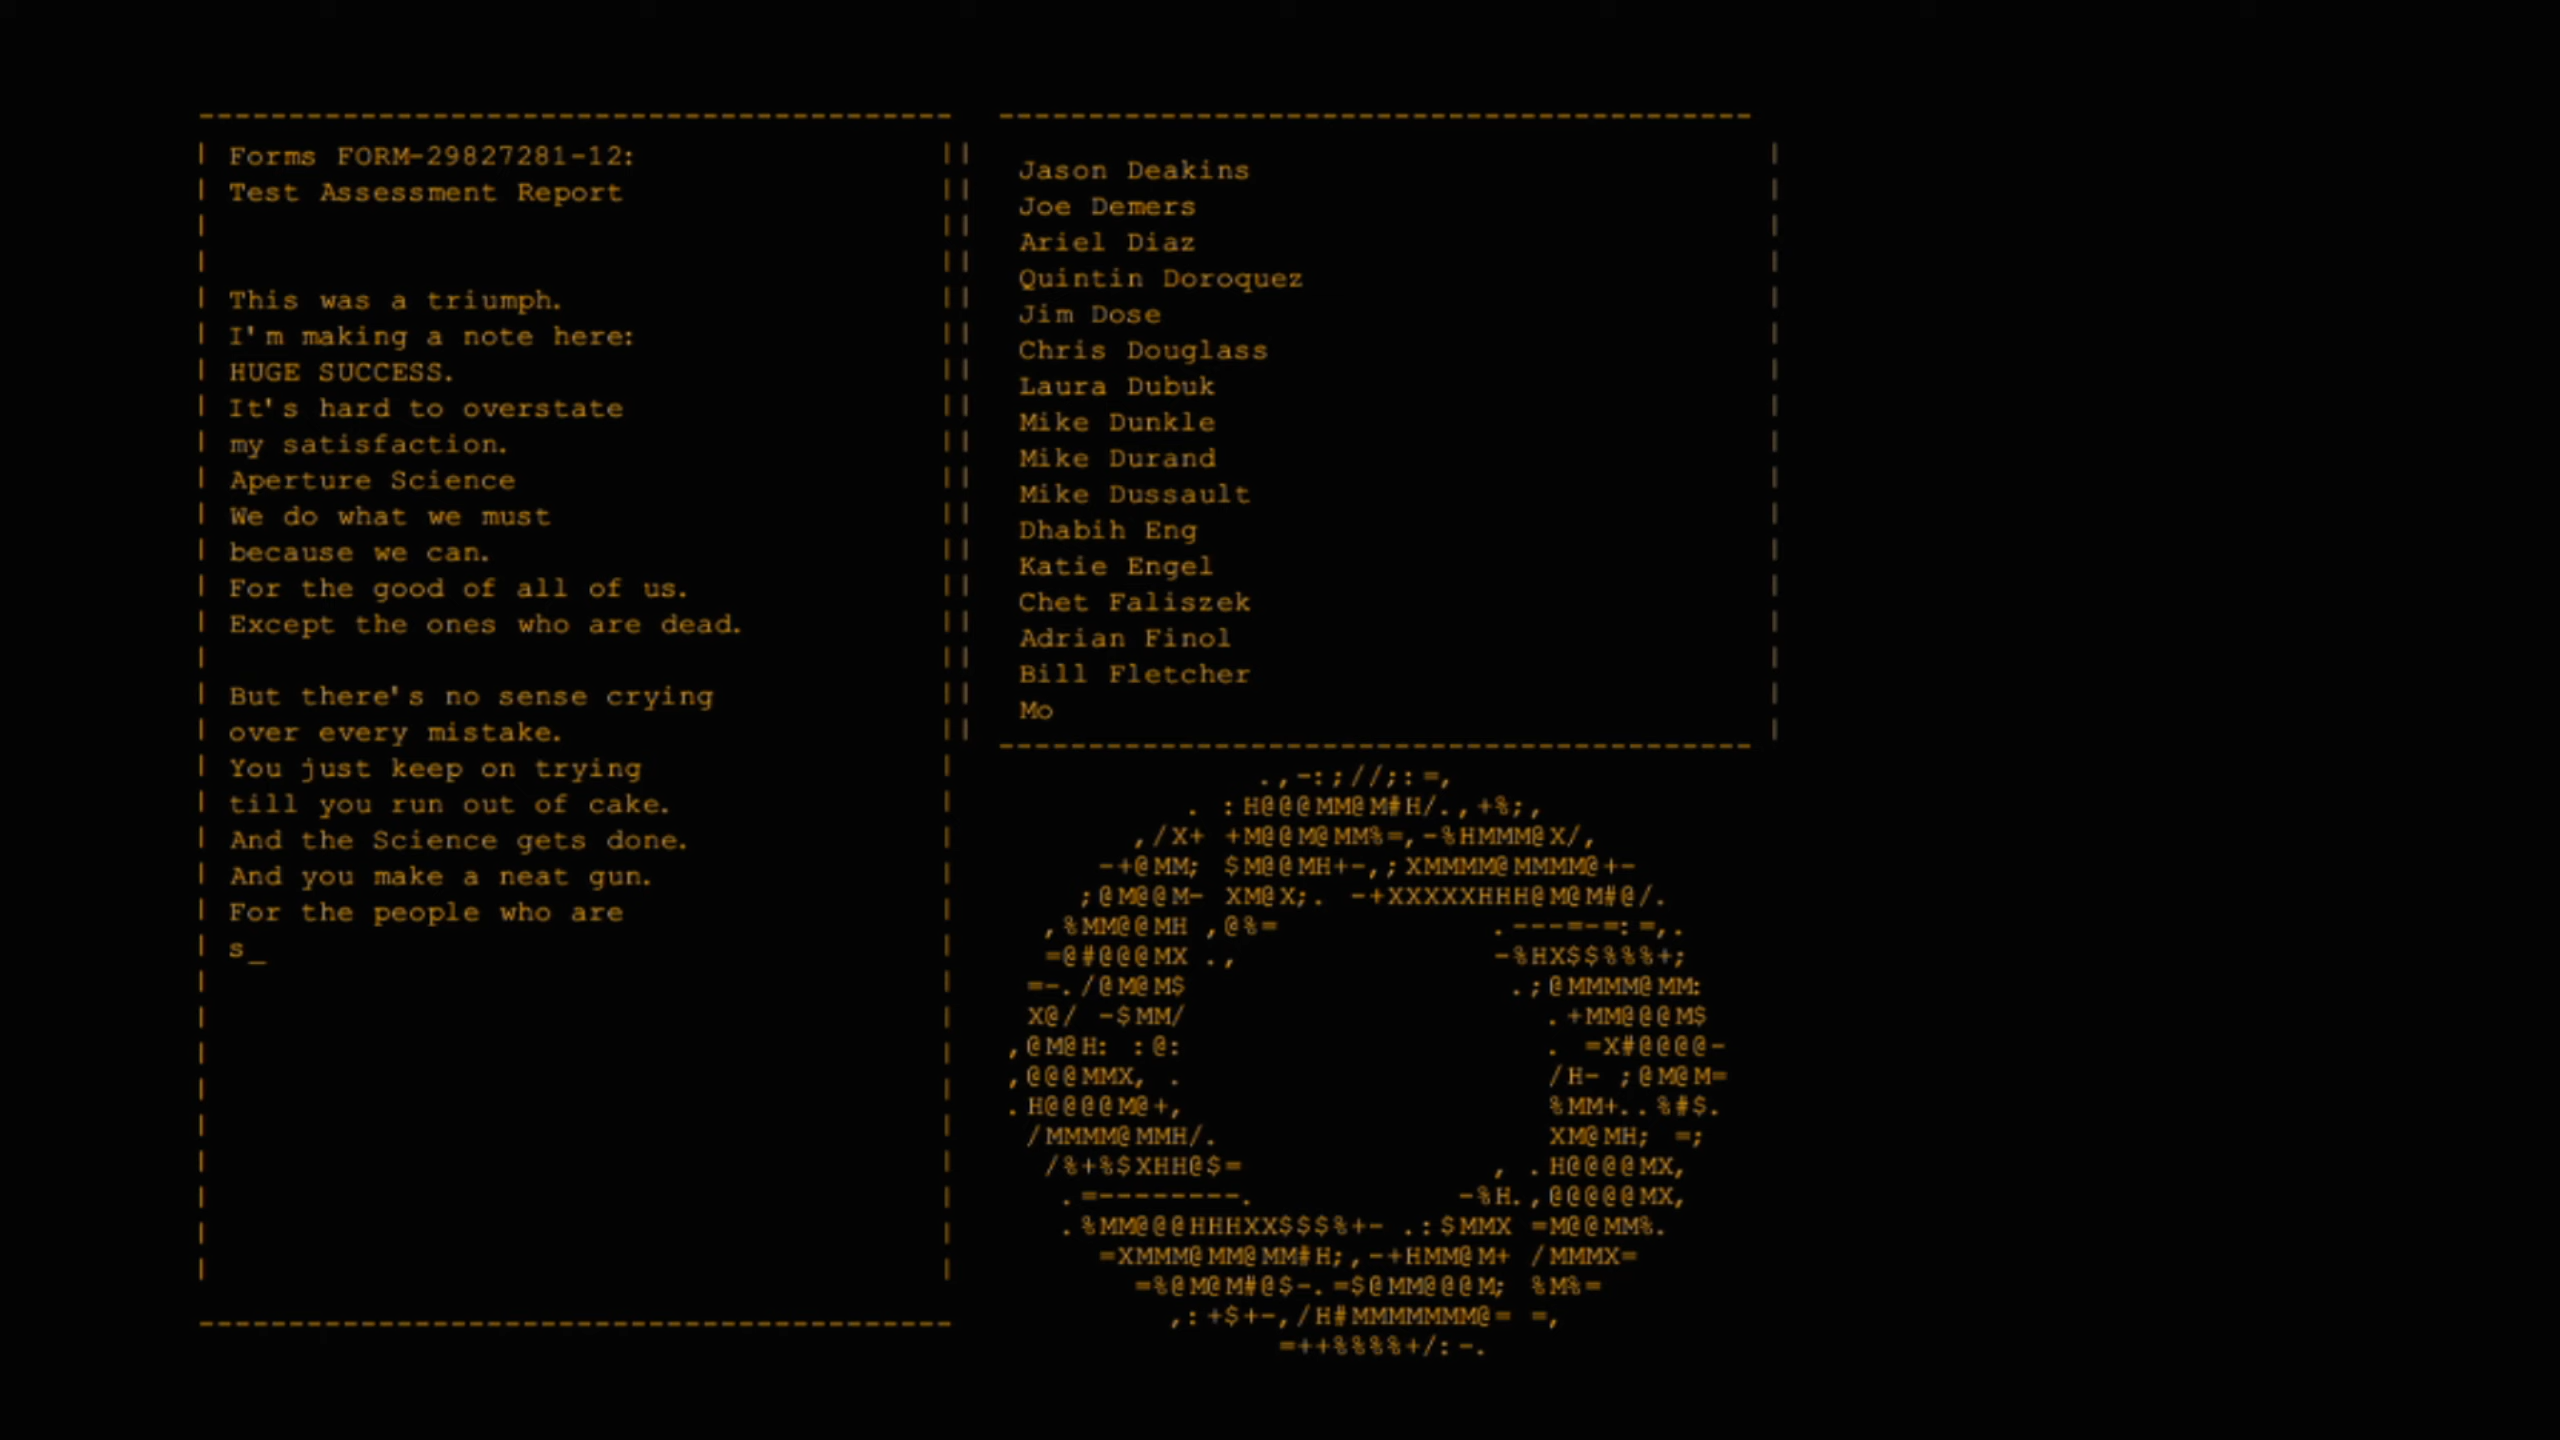 Forms FORM-29827281-12:
Test Assessment Report
This was a triumph.
I'm making a note here:
HUGE SUCCESS.
It's hard to overstate
my satisfaction.
Aperture Science
We do what we must
because we can.
For the good of all of us.
Except the ones who are dead.
But there's no sense crying
over every mistake.
You just keep on trying
till you run out of cake.
And the Science gets done.
And you make a neat gun.
For the people who are
s_
Jason Deakins
Joe Demers
Ariel Diaz
Quintin Doroquez
Jim Dose
Chris Douglass
Laura Dubuk
Mike Dunkle
Mike Durand
Mike Dussault
Dhabih Eng
Katie Engel
Chet Faliszek
Adrian Finol
Bill Fletcher
Mo